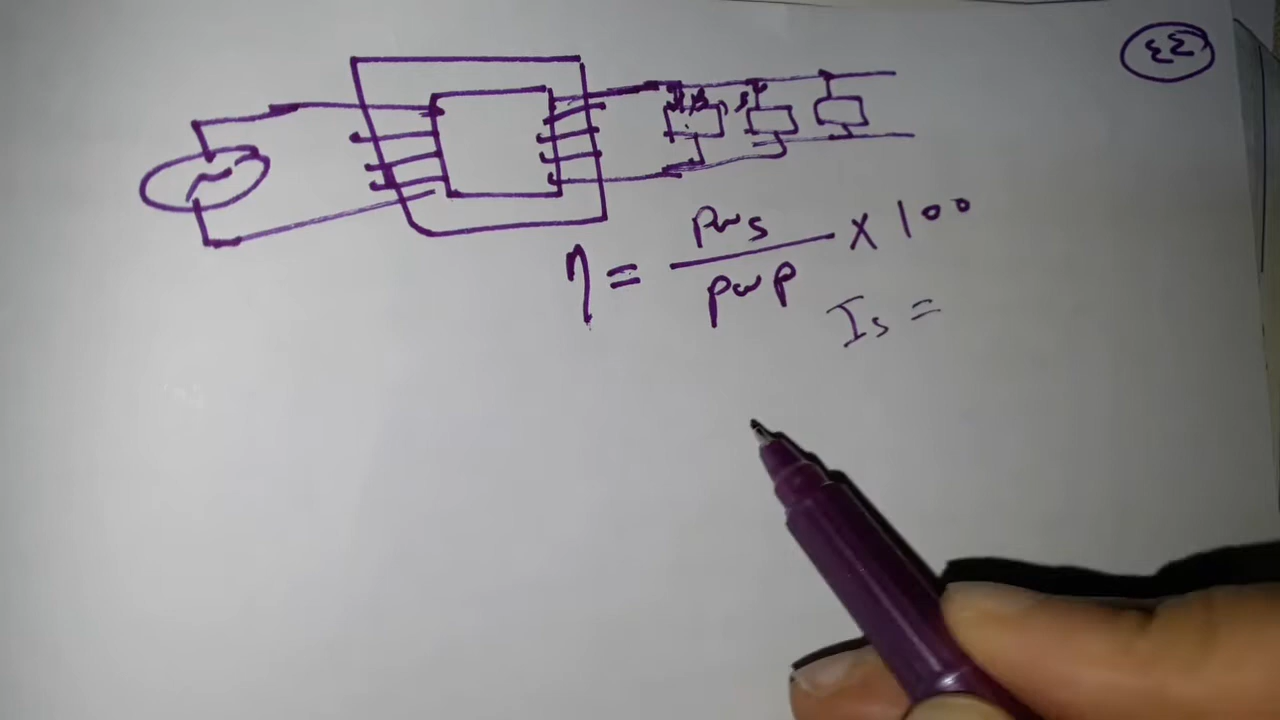 ٤٤
η = Pws / Pwp × 100
Is =